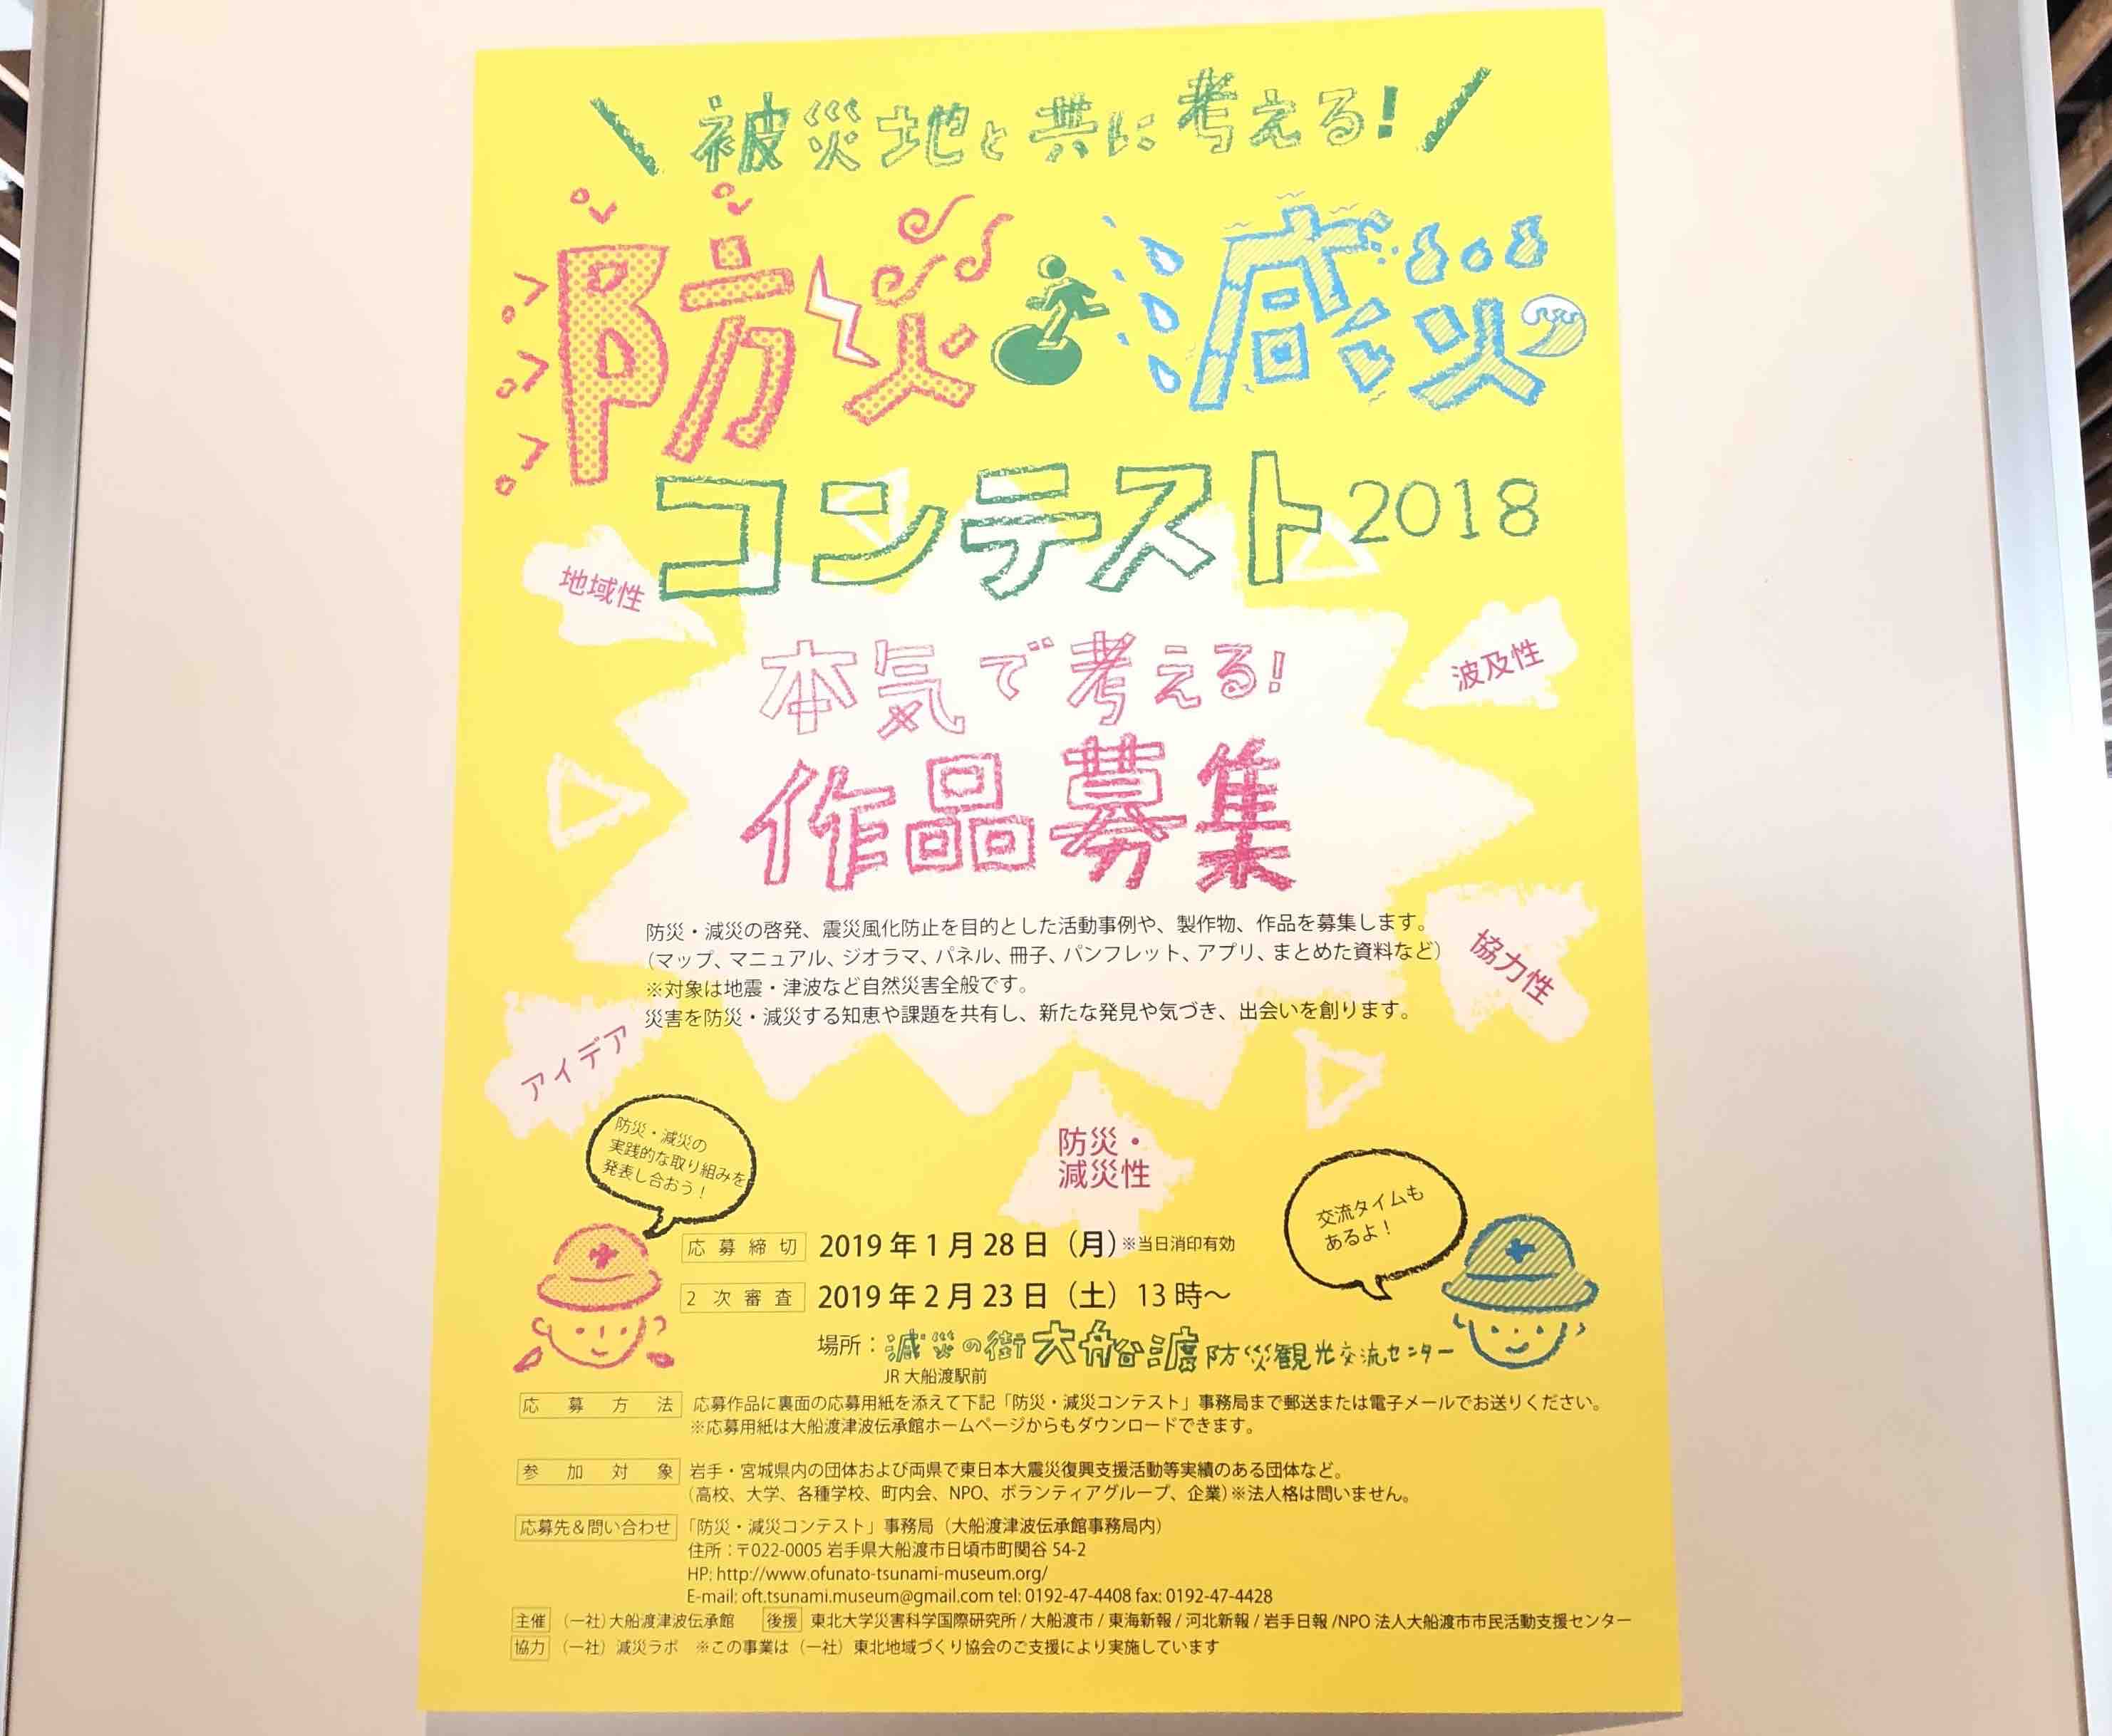 被災地と共に考える!
防災 減災
コンテスト2018
地域性
本気で考える!
波及性
作品募集
防災・減災の啓発、震災風化防止を目的とした活動事例や、製作物、作品を募集します。
(マップ、マニュアル、ジオラマ、パネル、冊子、パンフレット、アプリ、まとめた資料など)
※対象は地震・津波など自然災害全般です。
災害を防災・減災する知恵や課題を共有し、新たな発見や気づき、出会いを創ります。
協力性
アイデア
防災・減災の
実践的な取り組みを
発表し合おう!
防災・
減災性
交流タイムも
あるよ!
応募締切 2019年1月28日(月)※当日消印有効
2次審査 2019年2月23日(土)13時〜
場所:減災の街大船渡防災観光交流センター
JR大船渡駅前
応募方法 応募作品に裏面の応募用紙を添えて下記「防災・減災コンテスト」事務局まで郵送または電子メールでお送りください。
※応募用紙は大船渡津波伝承館ホームページからもダウンロードできます。
参加対象 岩手・宮城県内の団体および両県で東日本大震災復興支援活動等実績のある団体など。
(高校、大学、各種学校、町内会、NPO、ボランティアグループ、企業)※法人格は問いません。
応募先&問い合わせ 「防災・減災コンテスト」事務局(大船渡津波伝承館事務局内)
住所:〒022-0005 岩手県大船渡市日頃市町関谷 54-2
HP: http://www.ofunato-tsunami-museum.org/
E-mail: oft.tsunami.museum@gmail.com tel: 0192-47-4408 fax: 0192-47-4428
主催 (一社)大船渡津波伝承館 後援 東北大学災害科学国際研究所 / 大船渡市 / 東海新報 / 河北新報 / 岩手日報 /NPO法人大船渡市市民活動支援センター
協力 (一社)減災ラボ ※この事業は(一社)東北地域づくり協会のご支援により実施しています